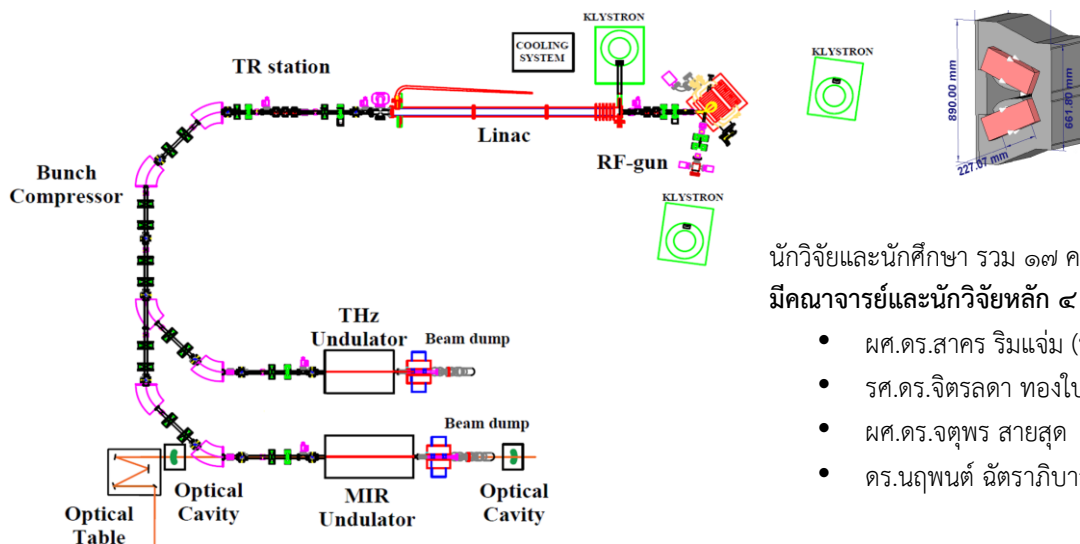 KLYSTRON
COOLING
SYSTEM
TR station
KLYSTRON
890.00 mm
661.80 mm
227.07 mm
Linac
RF-gun
Bunch
Compressor
KLYSTRON
นักวิจัยและนักศึกษา รวม ๑๗ ค
มีคณาจารย์และนักวิจัยหลัก ๔
THz
Undulator
Beam dump
• ผศ.ดร.สาคร ริมแจ่ม (
• รศ.ดร.จิตรลดา ทองใบ
• ผศ.ดร.จตุพร สายสุด
• ดร.นฤพนต์ ฉัตราภิบา
Beam dump
Optical
Cavity
MIR
Undulator
Optical
Cavity
Optical
Table